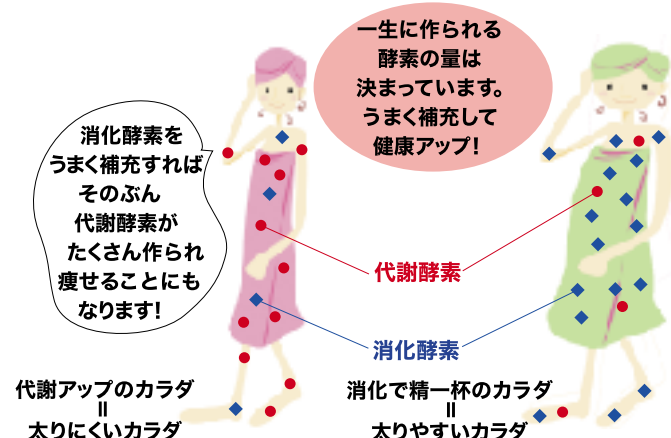 一生に作られる
酵素の量は
決まっています。
うまく補充して
健康アップ！
消化酵素を
うまく補充すれば
そのぶん
代謝酵素が
たくさん作られ
痩せることにも
なります！
代謝酵素
消化酵素
代謝アップのカラダ
＝
太りにくいカラダ
消化で精一杯のカラダ
＝
太りやすいカラダ